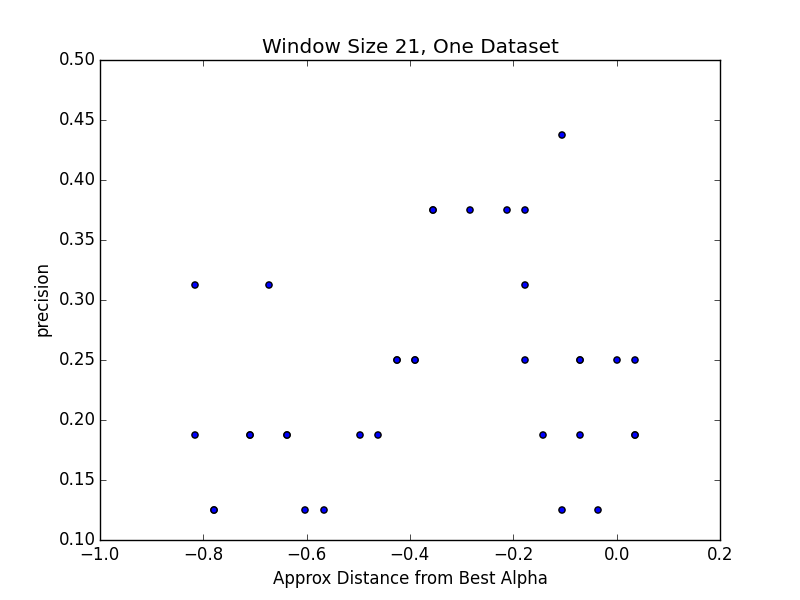 Window Size 21, One Dataset
0.50
0.45
0.40
0.35
0.30
0.25
0.20
0.15
0.10
precision
−1.0 −0.8 −0.6 −0.4 −0.2 0.0 0.2
Approx Distance from Best Alpha